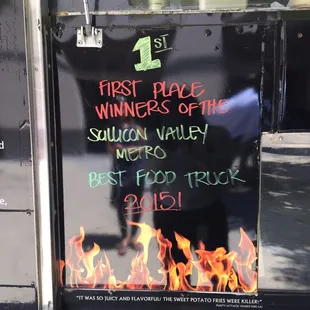 1ST
FIRST PLACE
WINNERS OF THE
SILLICON VALLEY
METRO
BEST FOOD TRUCK
2015!
"IT WAS SO JUICY AND FLAVORFUL! THE SWEET POTATO FRIES WERE KILLER!"